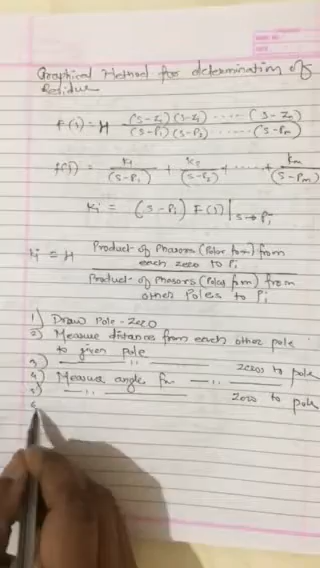 Graphical Method for determination of
Residue
F(s) = H (s-z1)(s-z2) ...... (s-zn) / (s-P1)(s-P2) ...... (s-Pm)
f(s) = K1/(s-P1) + K2/(s-P2) + ...... + Km/(s-Pm)
Ki = (s-Pi) F(s) | s→Pi
Ki = H Product of Phasors (Polar form) from each zero to Pi / Product of Phasors (Polar form) from other Poles to Pi
1) Draw Pole-Zero
2) Measure distances from each other pole
to given pole
3) ——— ,, ——— zeros to pole
4) Measure angle fr —— ,, ———
5) —— ,, ——— zero to pole
6